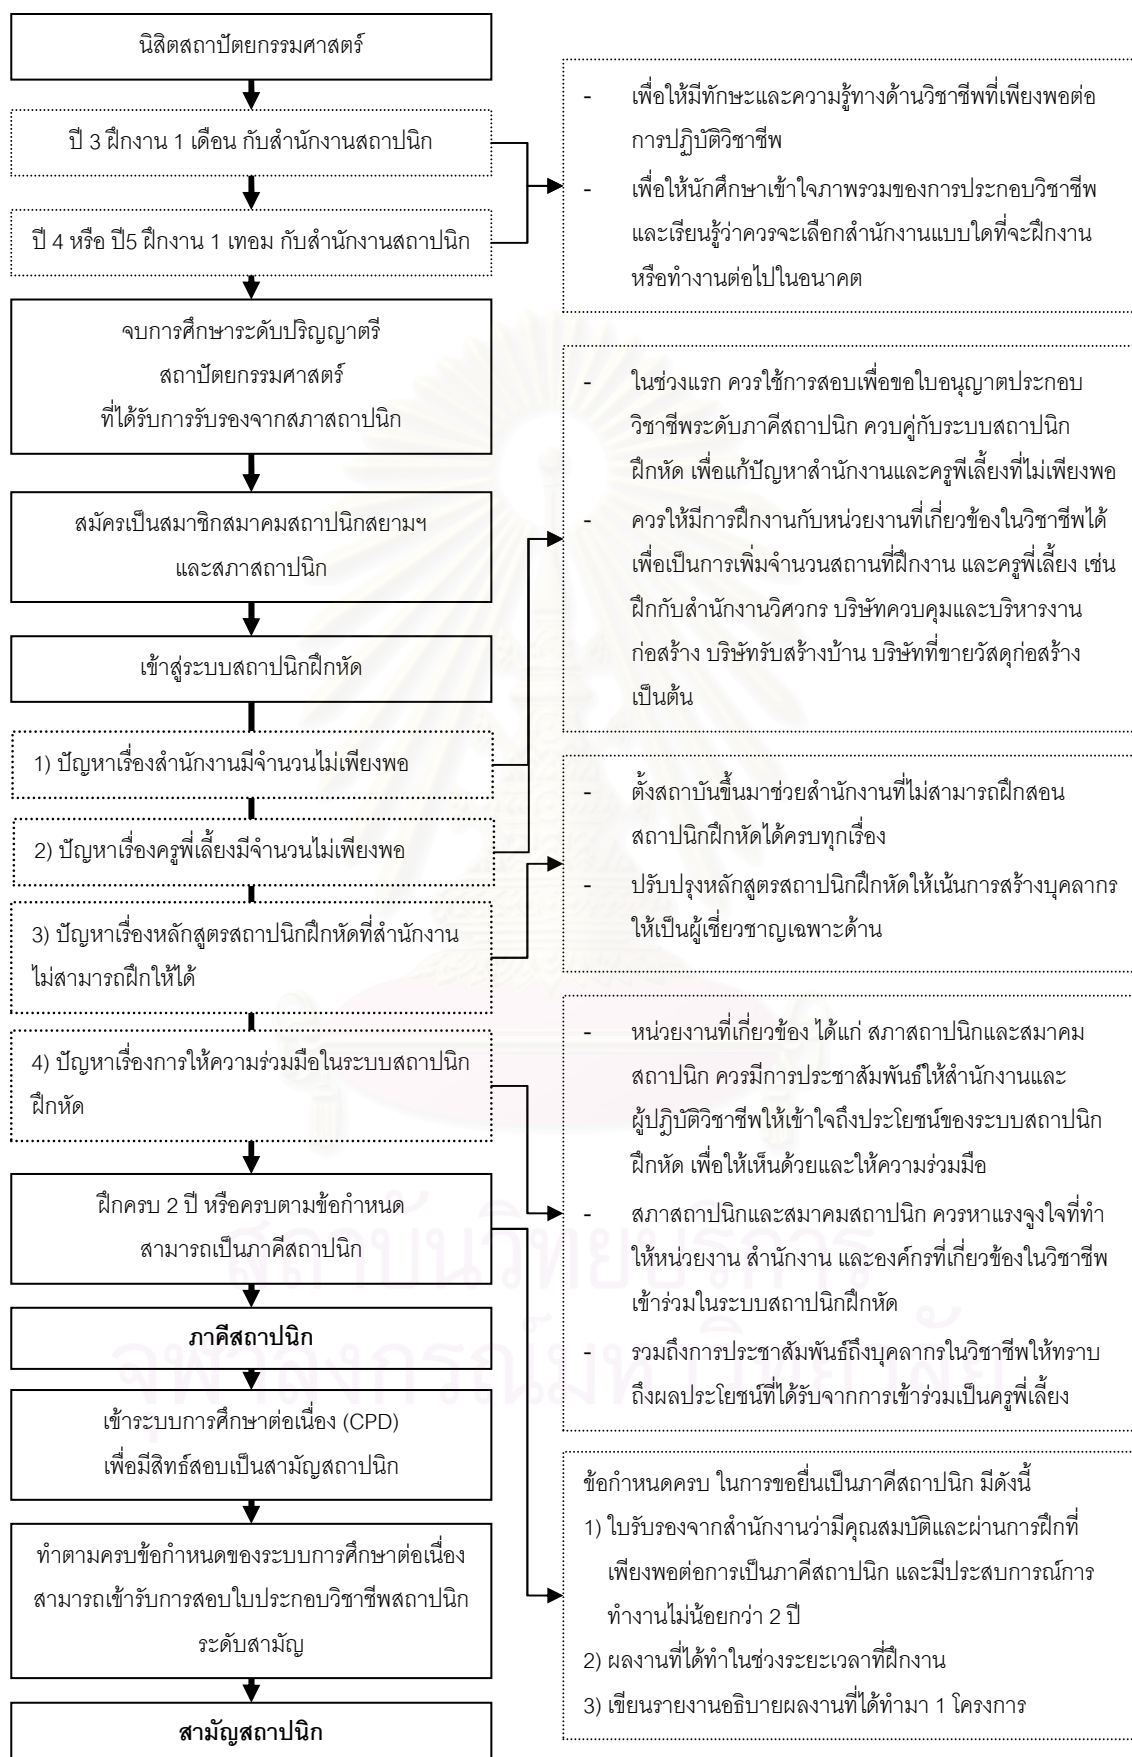 นิสิตสถาปัตยกรรมศาสตร์
ปี 3 ฝึกงาน 1 เดือน กับสำนักงานสถาปนิก
ปี 4 หรือ ปี5 ฝึกงาน 1 เทอม กับสำนักงานสถาปนิก
- เพื่อให้มีทักษะและความรู้ทางด้านวิชาชีพที่เพียงพอต่อ
การปฏิบัติวิชาชีพ
- เพื่อให้นักศึกษาเข้าใจภาพรวมของการประกอบวิชาชีพ
และเรียนรู้ว่าควรจะเลือกสำนักงานแบบใดที่จะฝึกงาน
หรือทำงานต่อไปในอนาคต
จบการศึกษาระดับปริญญาตรี
สถาปัตยกรรมศาสตร์
ที่ได้รับการรับรองจากสภาสถาปนิก
สมัครเป็นสมาชิกสมาคมสถาปนิกสยามฯ
และสภาสถาปนิก
เข้าสู่ระบบสถาปนิกฝึกหัด
1) ปัญหาเรื่องสำนักงานมีจำนวนไม่เพียงพอ
2) ปัญหาเรื่องครูพี่เลี้ยงมีจำนวนไม่เพียงพอ
- ในช่วงแรก ควรใช้การสอบเพื่อขอใบอนุญาตประกอบ
วิชาชีพระดับภาคีสถาปนิก ควบคู่กับระบบสถาปนิก
ฝึกหัด เพื่อแก้ปัญหาสำนักงานและครูพีเลี้ยงที่ไม่เพียงพอ
- ควรให้มีการฝึกงานกับหน่วยงานที่เกี่ยวข้องในวิชาชีพได้
เพื่อเป็นการเพิ่มจำนวนสถานที่ฝึกงาน และครูพี่เลี้ยง เช่น
ฝึกกับสำนักงานวิศวกร บริษัทควบคุมและบริหารงาน
ก่อสร้าง บริษัทรับสร้างบ้าน บริษัทที่ขายวัสดุก่อสร้าง
เป็นต้น
3) ปัญหาเรื่องหลักสูตรสถาปนิกฝึกหัดที่สำนักงาน
ไม่สามารถฝึกให้ได้
- ตั้งสถาบันขึ้นมาช่วยสำนักงานที่ไม่สามารถฝึกสอน
สถาปนิกฝึกหัดได้ครบทุกเรื่อง
- ปรับปรุงหลักสูตรสถาปนิกฝึกหัดให้เน้นการสร้างบุคลากร
ให้เป็นผู้เชี่ยวชาญเฉพาะด้าน
4) ปัญหาเรื่องการให้ความร่วมมือในระบบสถาปนิก
ฝึกหัด
- หน่วยงานที่เกี่ยวข้อง ได้แก่ สภาสถาปนิกและสมาคม
สถาปนิก ควรมีการประชาสัมพันธ์ให้สำนักงานและ
ผู้ปฏิบัติวิชาชีพให้เข้าใจถึงประโยชน์ของระบบสถาปนิก
ฝึกหัด เพื่อให้เห็นด้วยและให้ความร่วมมือ
- สภาสถาปนิกและสมาคมสถาปนิก ควรหาแรงจูงใจที่ทำ
ให้หน่วยงาน สำนักงาน และองค์กรที่เกี่ยวข้องในวิชาชีพ
เข้าร่วมในระบบสถาปนิกฝึกหัด
- รวมถึงการประชาสัมพันธ์ถึงบุคลากรในวิชาชีพให้ทราบ
ถึงผลประโยชน์ที่ได้รับจากการเข้าร่วมเป็นครูพี่เลี้ยง
ฝึกครบ 2 ปี หรือครบตามข้อกำหนด
สามารถเป็นภาคีสถาปนิก
ภาคีสถาปนิก
เข้าระบบการศึกษาต่อเนื่อง (CPD)
เพื่อมีสิทธ์สอบเป็นสามัญสถาปนิก
ทำตามครบข้อกำหนดของระบบการศึกษาต่อเนื่อง
สามารถเข้ารับการสอบใบประกอบวิชาชีพสถาปนิก
ระดับสามัญ
สามัญสถาปนิก
ข้อกำหนดครบ ในการขอยื่นเป็นภาคีสถาปนิก มีดังนี้
1) ใบรับรองจากสำนักงานว่ามีคุณสมบัติและผ่านการฝึกที่
เพียงพอต่อการเป็นภาคีสถาปนิก และมีประสบการณ์การ
ทำงานไม่น้อยกว่า 2 ปี
2) ผลงานที่ได้ทำในช่วงระยะเวลาที่ฝึกงาน
3) เขียนรายงานอธิบายผลงานที่ได้ทำมา 1 โครงการ
สถาบันวิทยบริการ
จุฬาลงกรณ์มหาวิทยาลัย